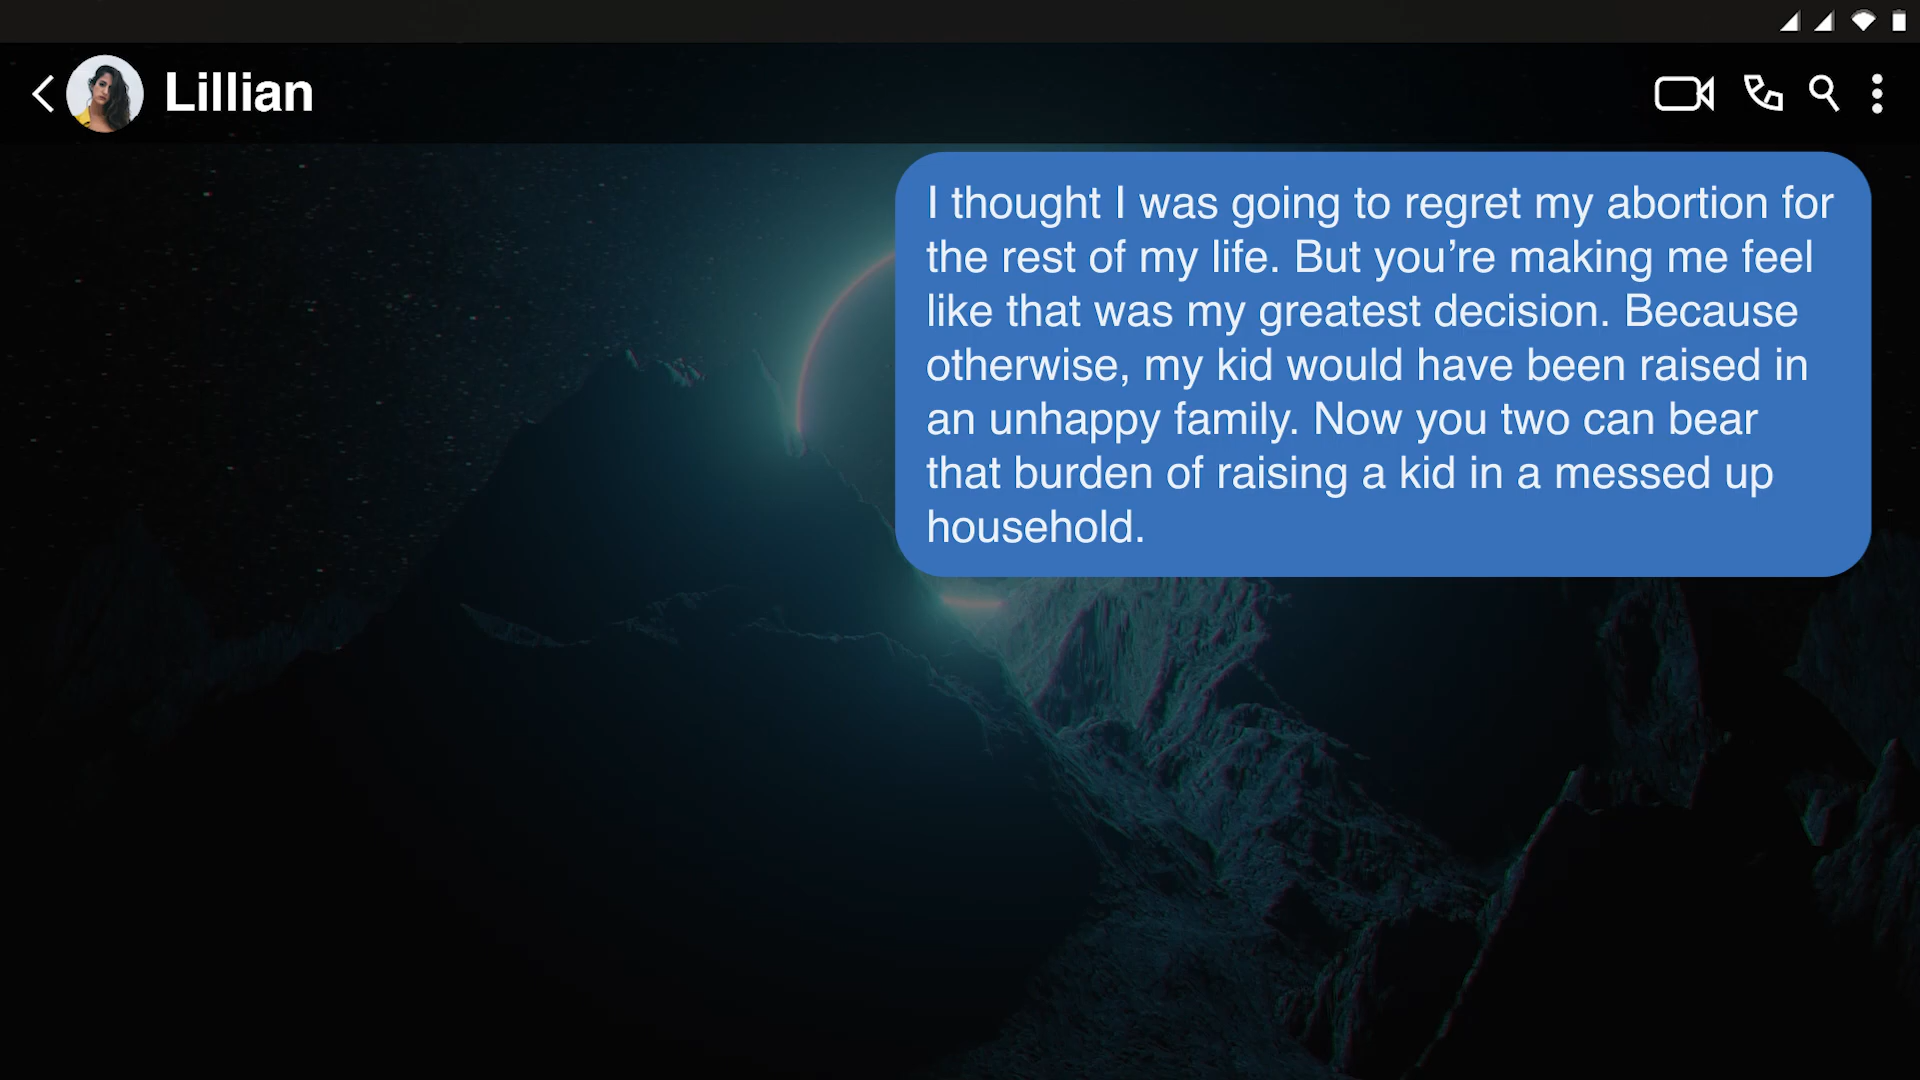 Lillian
I thought I was going to regret my abortion for
the rest of my life. But you’re making me feel
like that was my greatest decision. Because
otherwise, my kid would have been raised in
an unhappy family. Now you two can bear
that burden of raising a kid in a messed up
household.